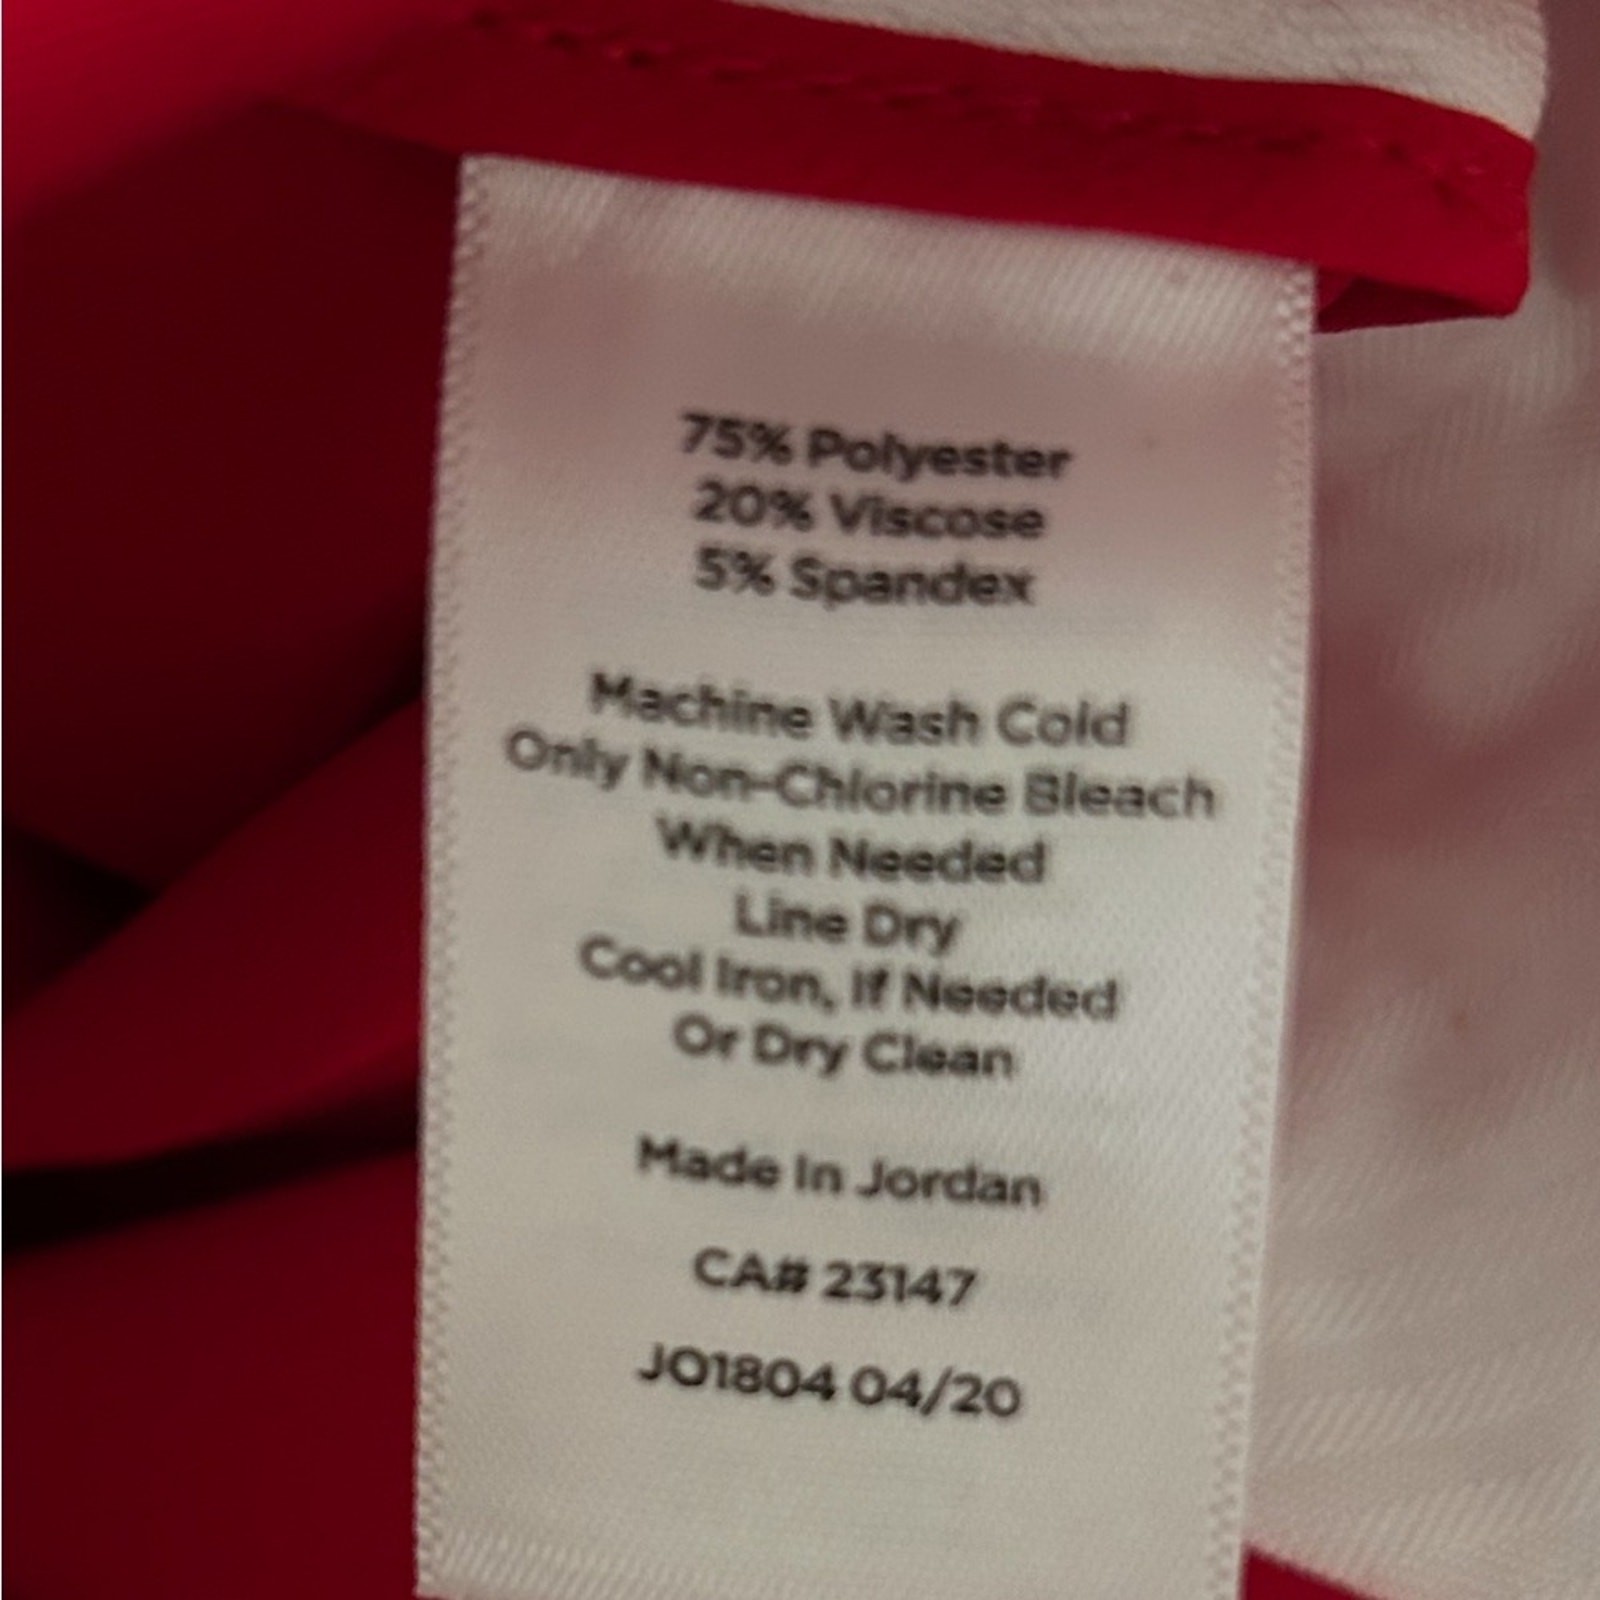 75% Polyester
20% Viscose
5% Spandex
Machine Wash Cold
Only Non-Chlorine Bleach
When Needed
Line Dry
Cool Iron, If Needed
Or Dry Clean
Made In Jordan
CA# 23147
JO1804 04/20